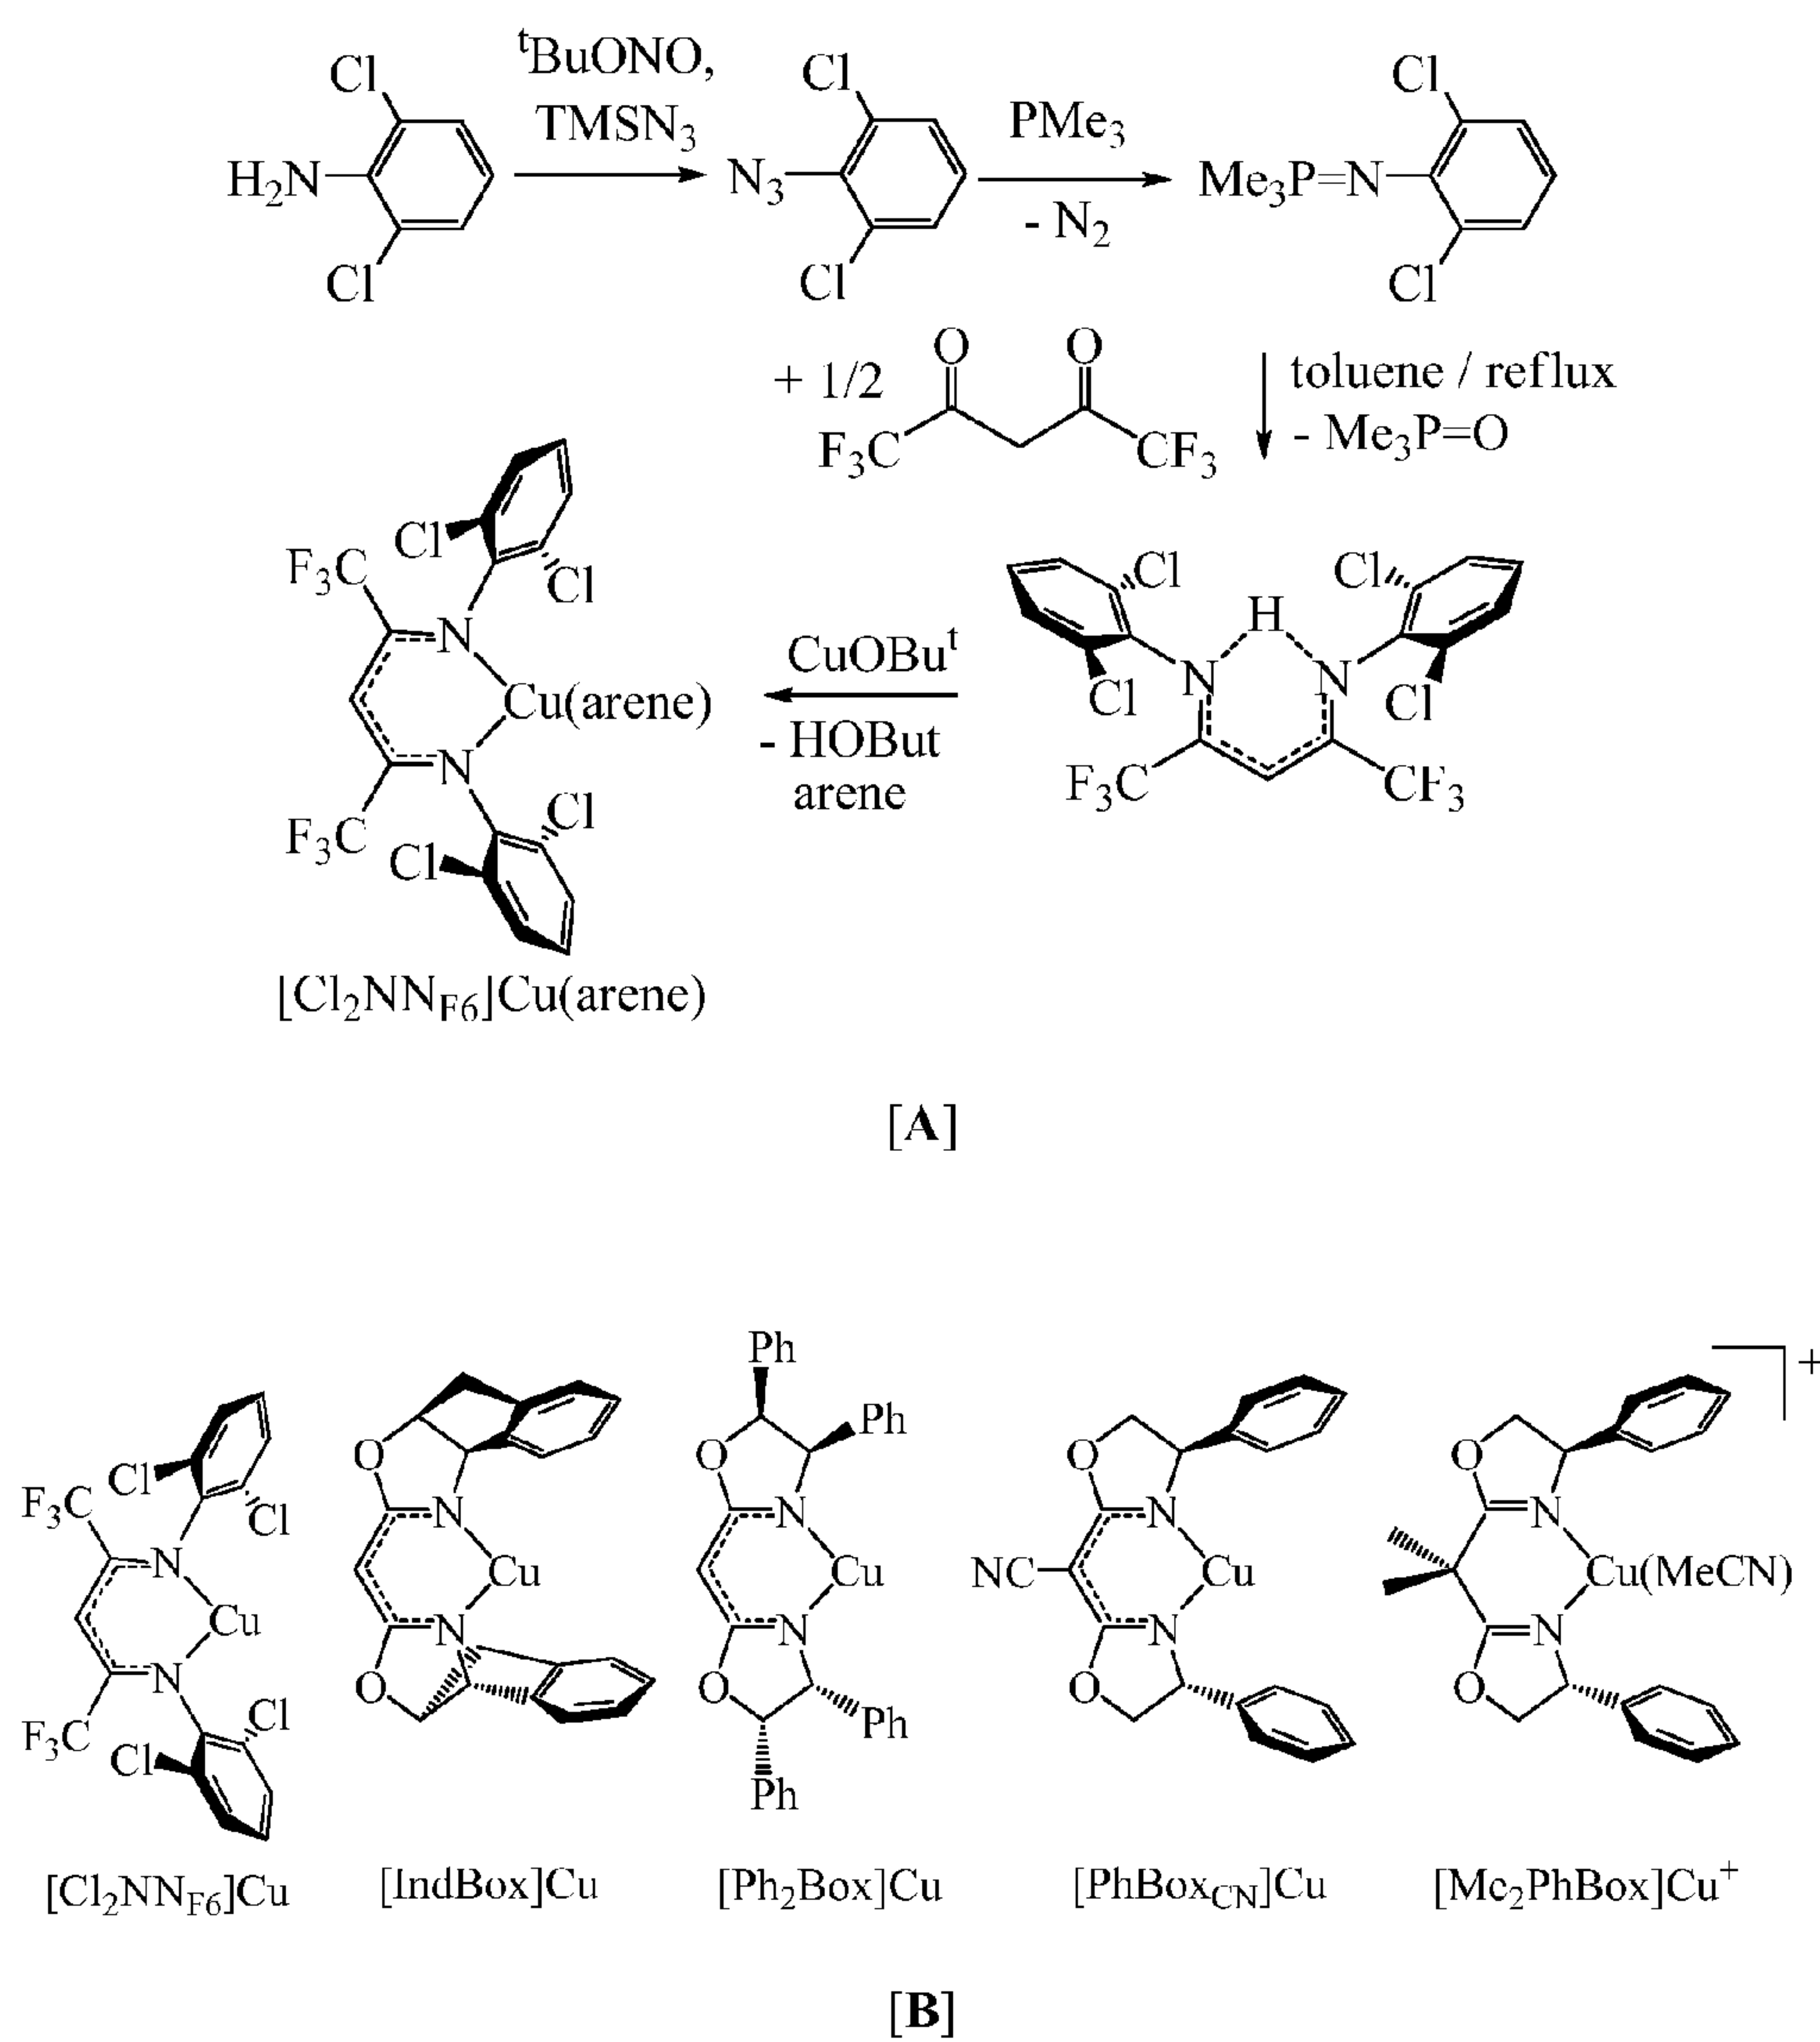 Cl
tBuONO,
TMSN3
Cl
PMe3
Cl
H2N
N3
- N2
Me3P=N
Cl
Cl
Cl
+ 1/2
O
O
F3C
CF3
toluene / reflux
- Me3P=O
Cl
F3C
Cl
N
Cu(arene)
N
F3C
Cl
Cl
CuOBut
- HOBut
arene
Cl
Cl
H
N
N
Cl
Cl
F3C
CF3
[Cl2NNF6]Cu(arene)
[A]
F3C
Cl
Cl
N
Cu
N
F3C
Cl
Cl
O
N
Cu
N
O
Ph
Ph
O
N
Cu
N
O
Ph
Ph
O
N
NC
Cu
N
O
+
O
N
Cu(MeCN)
N
O
[Cl2NNF6]Cu
[IndBox]Cu
[Ph2Box]Cu
[PhBoxCN]Cu
[Me2PhBox]Cu+
[B]